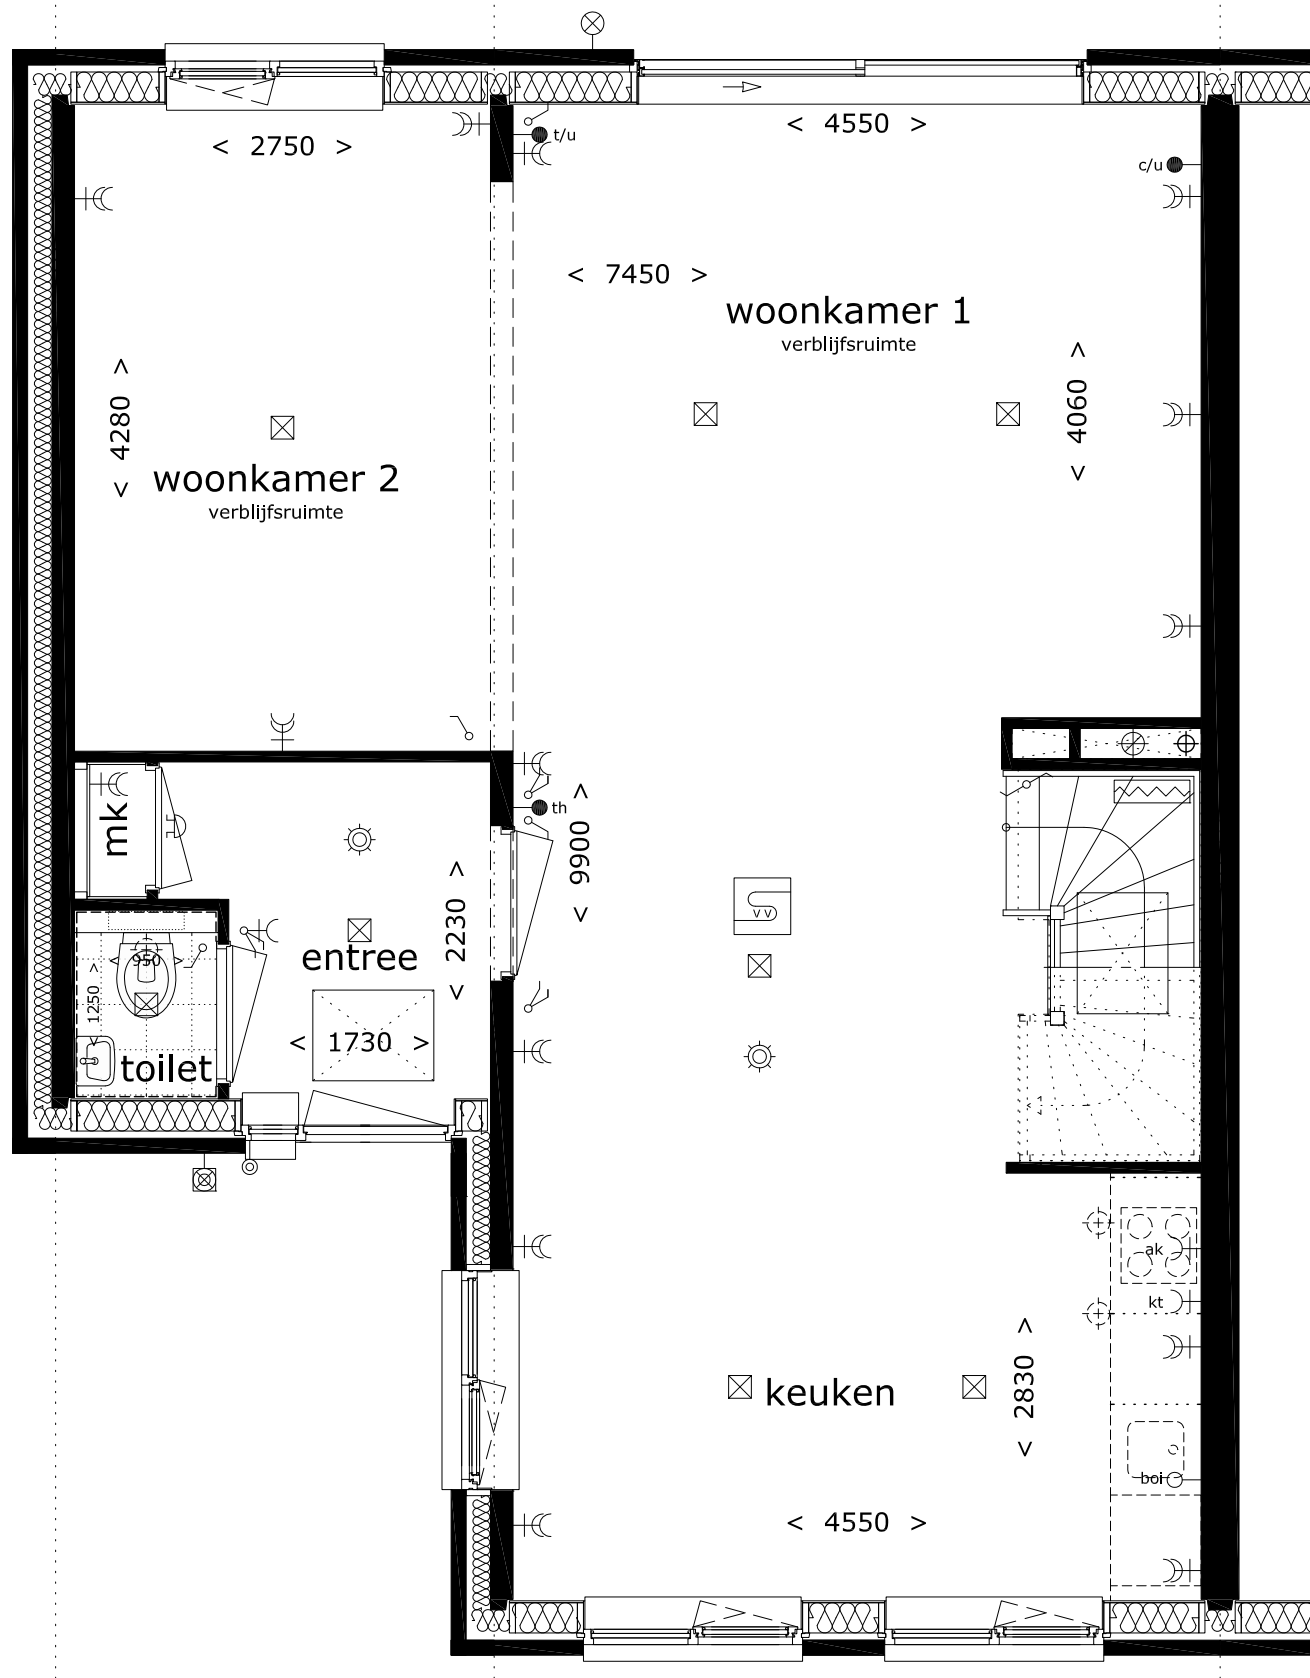 < 4550 >
t/u
< 2750 >
c/u
< 7450 >
woonkamer 1
verblijfsruimte
< 4280 >
< 4060 >
woonkamer 2
verblijfsruimte
th
mk
< 9900 >
< 2230 >
v v
entree
< 950 >
< 1250 >
< 1730 >
toilet
ak
kt
< 2830 >
keuken
boi
< 4550 >